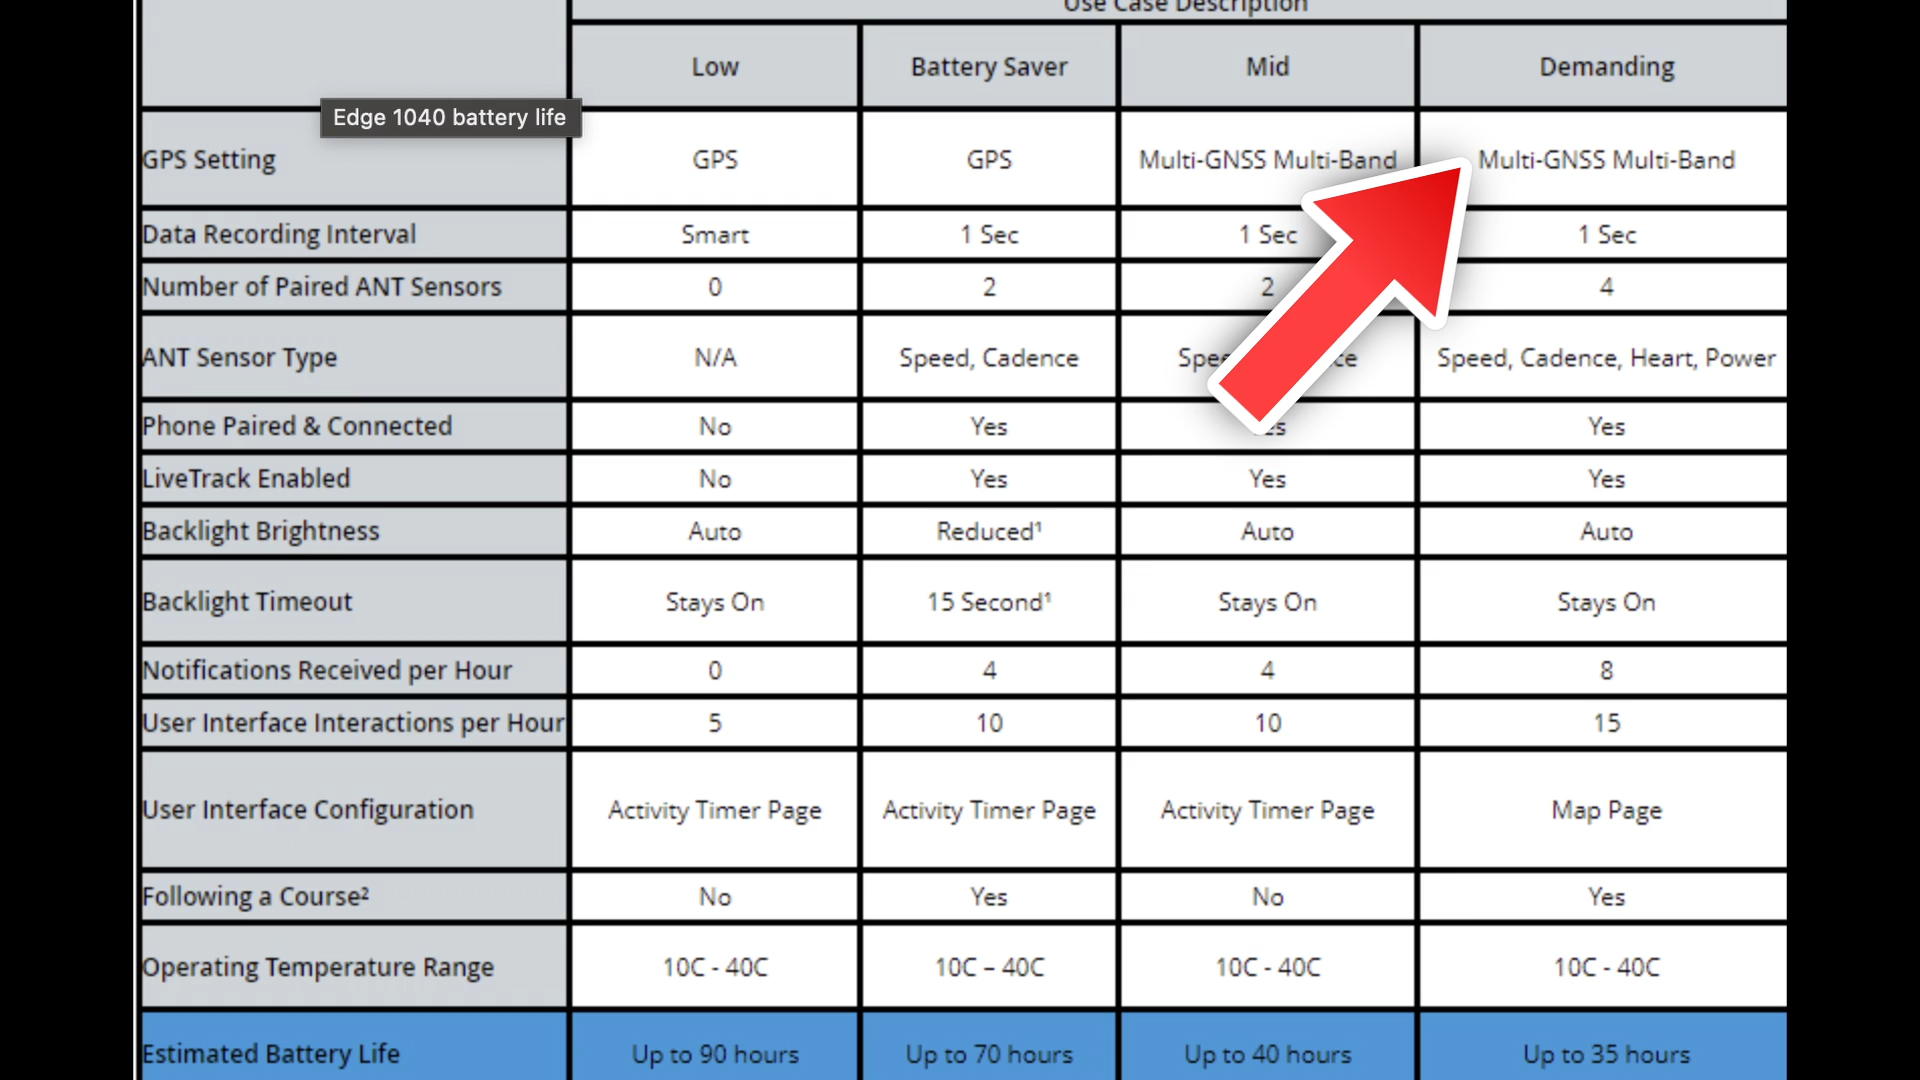 Use Case Description
Low Battery Saver Mid Demanding
Edge 1040 battery life
GPS Setting GPS GPS Multi-GNSS Multi-Band Multi-GNSS Multi-Band
Data Recording Interval Smart 1 Sec 1 Sec 1 Sec
Number of Paired ANT Sensors 0 2 2 4
ANT Sensor Type N/A Speed, Cadence Speed, Cadence, Heart, Power
Phone Paired & Connected No Yes Yes
LiveTrack Enabled No Yes Yes Yes
Backlight Brightness Auto Reduced¹ Auto Auto
Backlight Timeout Stays On 15 Second¹ Stays On Stays On
Notifications Received per Hour 0 4 4 8
User Interface Interactions per Hour 5 10 10 15
User Interface Configuration Activity Timer Page Activity Timer Page Activity Timer Page Map Page
Following a Course² No Yes No Yes
Operating Temperature Range 10C - 40C 10C – 40C 10C - 40C 10C - 40C
Estimated Battery Life Up to 90 hours Up to 70 hours Up to 40 hours Up to 35 hours